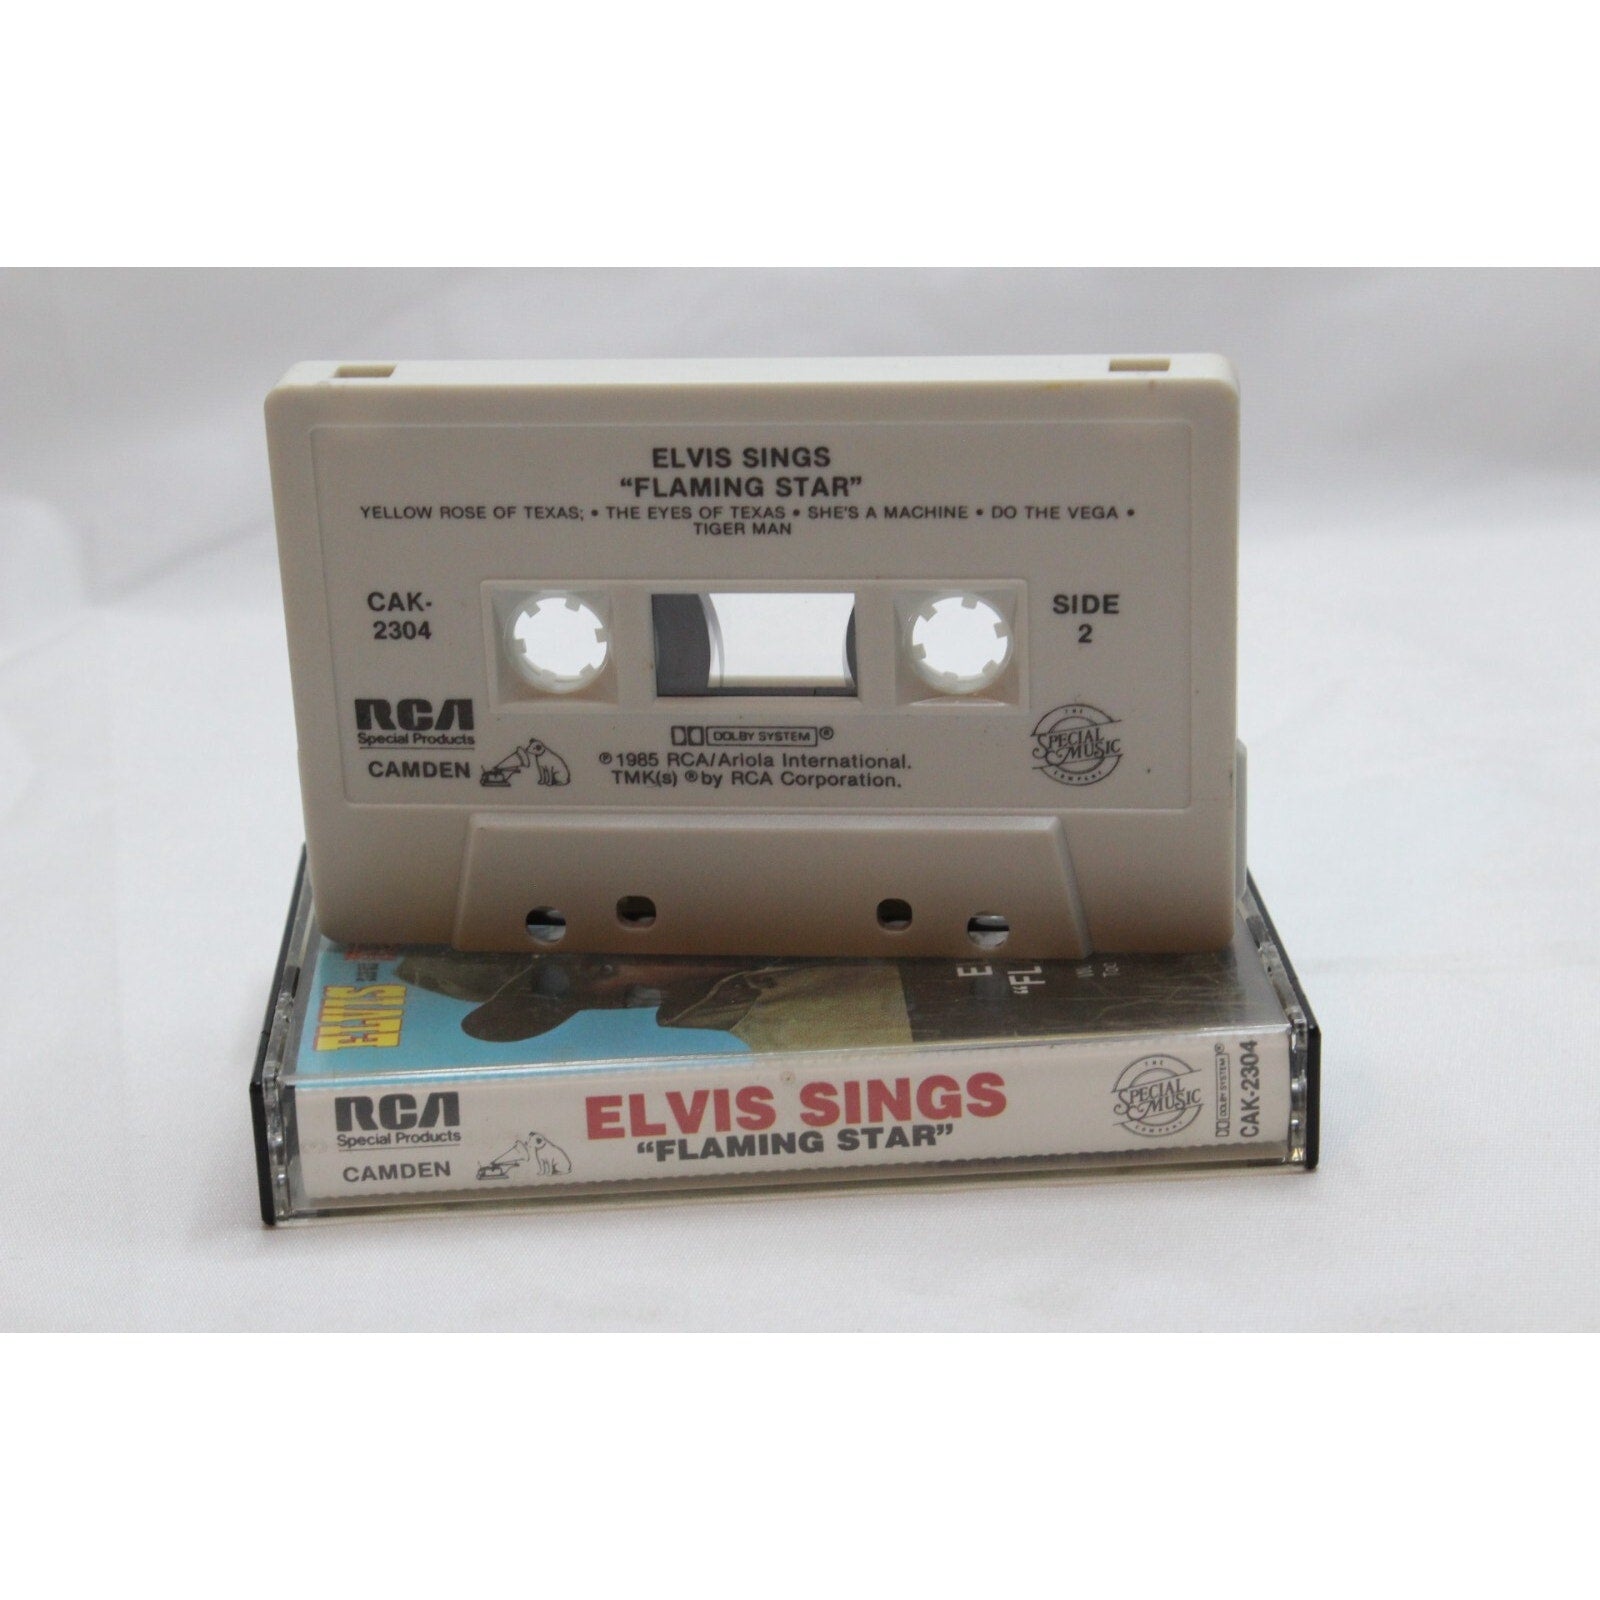 ELVIS SINGS
“FLAMING STAR”
YELLOW ROSE OF TEXAS; • THE EYES OF TEXAS • SHE'S A MACHINE • DO THE VEGA •
TIGER MAN
CAK-
2304
SIDE
2
RCA
Special Products
CAMDEN
DOLBY SYSTEM ®
℗ 1985 RCA/Ariola International.
TMK(s) ® by RCA Corporation.
THE
SPECIAL
MUSIC
COMPANY
ELVIS
RCA
Special Products
CAMDEN
ELVIS SINGS
“FLAMING STAR”
THE
SPECIAL
MUSIC
COMPANY
DOLBY SYSTEM ®
CAK-2304